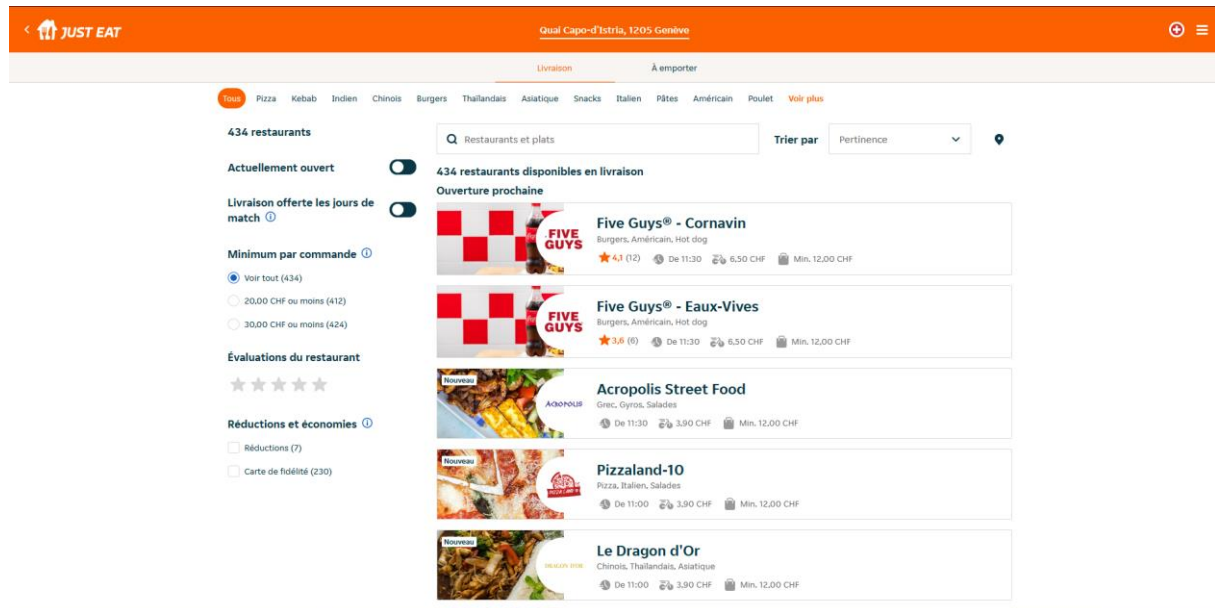 JUST EAT
Quai Capo-d'Istria, 1205 Genève
Livraison
À emporter
Tous Pizza Kebab Indien Chinois Burgers Thaïlandais Asiatique Snacks Italien Pâtes Américain Poulet Voir plus
434 restaurants
Actuellement ouvert
Livraison offerte les jours de
match
Minimum par commande
Voir tout (434)
20,00 CHF ou moins (412)
30,00 CHF ou moins (424)
Évaluations du restaurant
Réductions et économies
Réductions (7)
Carte de fidélité (230)
Restaurants et plats
Trier par
Pertinence
434 restaurants disponibles en livraison
Ouverture prochaine
FIVE
GUYS
Five Guys® - Cornavin
Burgers, Américain, Hot dog
4,1 (12) De 11:30 6,50 CHF Min. 12,00 CHF
FIVE
GUYS
Five Guys® - Eaux-Vives
Burgers, Américain, Hot dog
3,6 (6) De 11:30 6,50 CHF Min. 12,00 CHF
Nouveau
ACROPOLIS
Acropolis Street Food
Grec, Gyros, Salades
De 11:30 3,90 CHF Min. 12,00 CHF
Nouveau
Pizzaland-10
Pizza, Italien, Salades
De 11:00 3,90 CHF Min. 12,00 CHF
Nouveau
Le Dragon d'Or
Chinois, Thaïlandais, Asiatique
De 11:00 3,90 CHF Min. 12,00 CHF